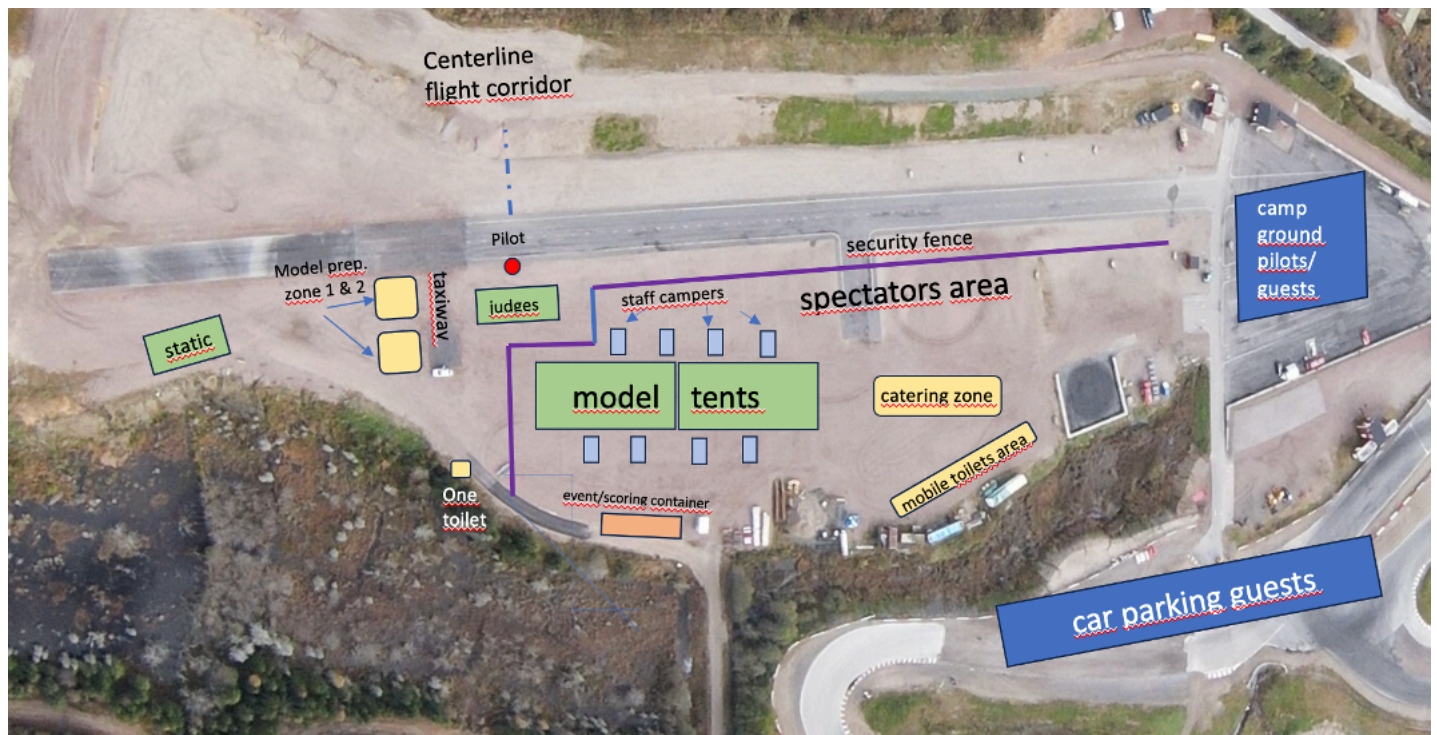 Centerline
flight corridor
Pilot
Model prep.
zone 1 & 2
taxiway
judges
static
staff campers
security fence
spectators area
camp
ground
pilots/
guests
model tents
catering zone
mobile toilets area
One
toilet
event/scoring container
car parking guests